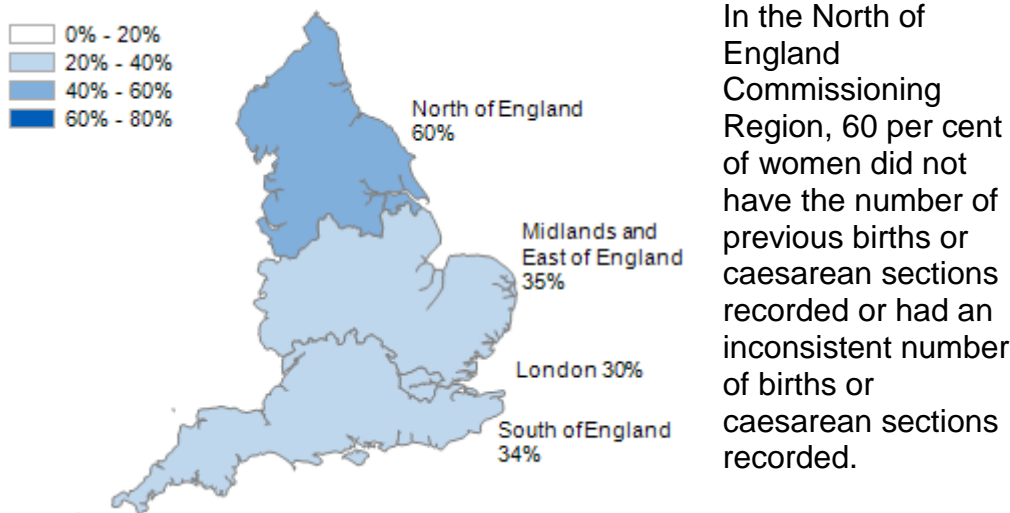 0% - 20%
20% - 40%
40% - 60%
60% - 80%
North of England
60%
Midlands and
East of England
35%
London 30%
South of England
34%
In the North of
England
Commissioning
Region, 60 per cent
of women did not
have the number of
previous births or
caesarean sections
recorded or had an
inconsistent number
of births or
caesarean sections
recorded.